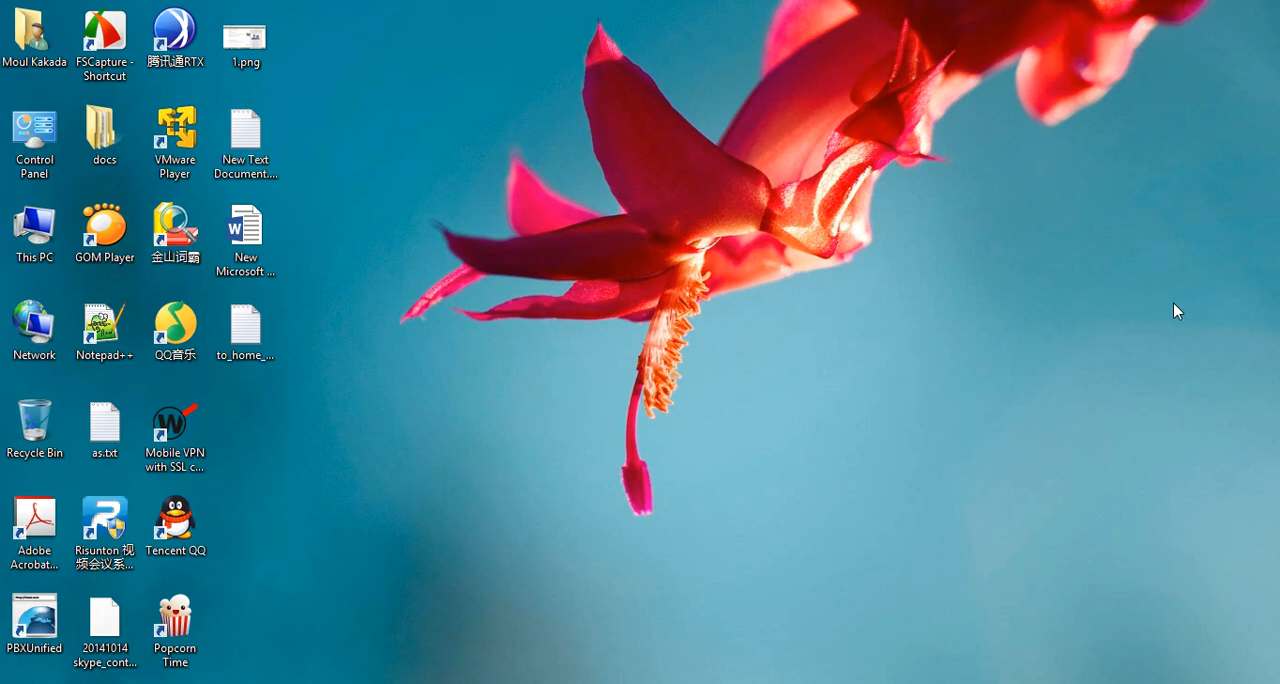 Moul Kakada
FSCapture -
Shortcut
腾讯通RTX
1.png
Control
Panel
docs
VMware
Player
New Text
Document....
This PC
GOM Player
金山词霸
W
New
Microsoft ...
Network
Notepad++
QQ音乐
to_home_...
Recycle Bin
as.txt
W
Mobile VPN
with SSL c...
Adobe
Acrobat...
Risunton 视
频会议系...
Tencent QQ
PBXUnified
20141014
skype_cont...
Popcorn
Time